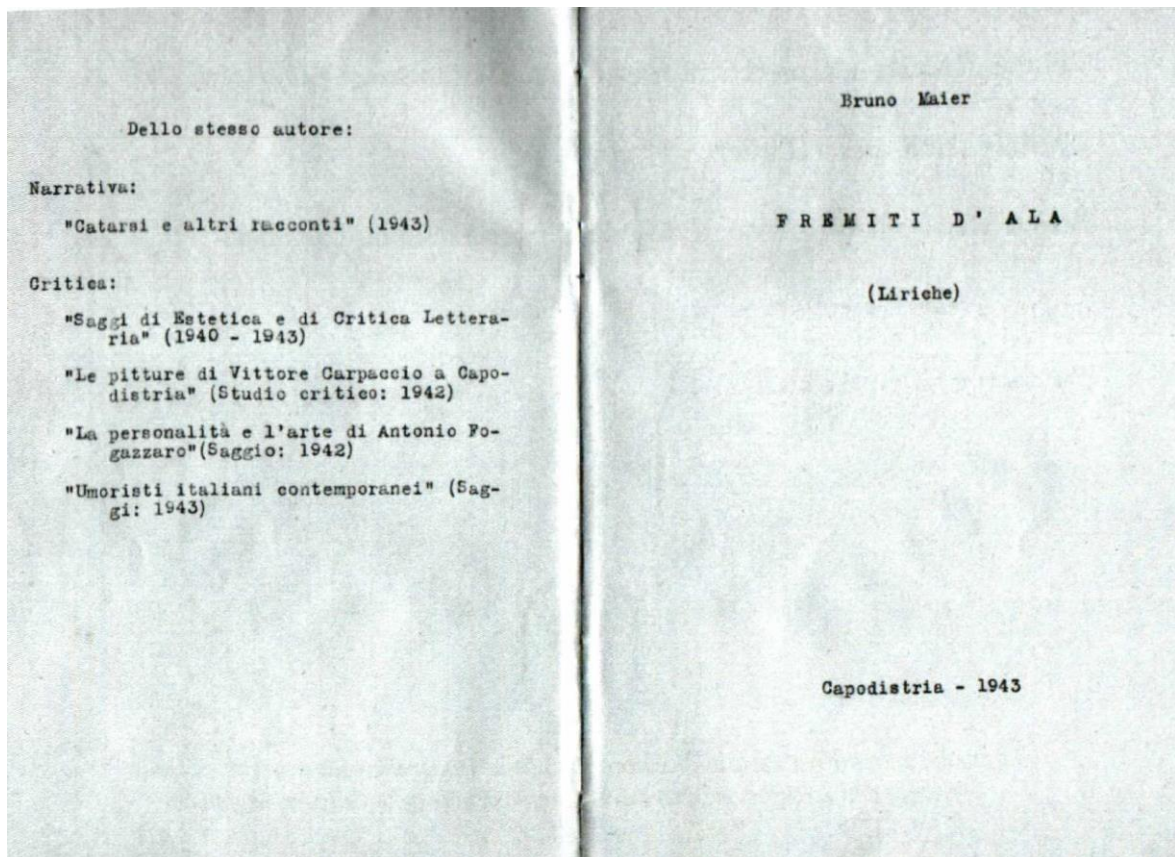 Dello stesso autore:
Narrativa:
"Catarsi e altri racconti" (1943)
Critica:
"Saggi di Estetica e di Critica Lettera-
ria" (1940 - 1943)
"Le pitture di Vittore Carpaccio a Capo-
distria" (Studio critico: 1942)
"La personalità e l'arte di Antonio Fo-
gazzaro"(Saggio: 1942)
"Umoristi italiani contemporanei" (Sag-
gi: 1943)
Bruno Maier
FREMITI D' ALA
(Liriche)
Capodistria - 1943